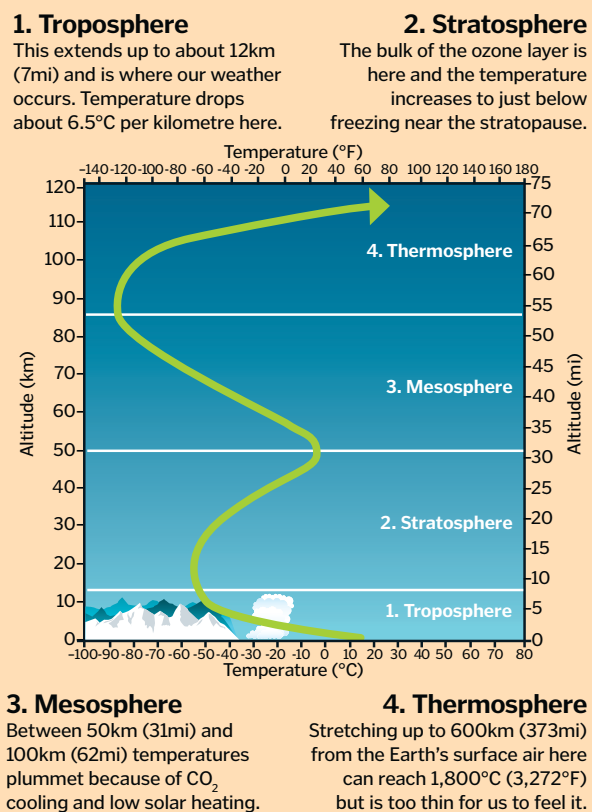 1. Troposphere
This extends up to about 12km
(7mi) and is where our weather
occurs. Temperature drops
about 6.5°C per kilometre here.
2. Stratosphere
The bulk of the ozone layer is
here and the temperature
increases to just below
freezing near the stratopause.
Temperature (°F)
-140 -120 -100 -80 -60 -40 -20 0 20 40 60 80 100 120 140 160 180
Altitude (km)
120
110
100
90
80
70
60
50
40
30
20
10
0
4. Thermosphere
3. Mesosphere
2. Stratosphere
1. Troposphere
75
70
65
60
55
50
45
40
35
30
25
20
15
10
5
0
Altitude (mi)
-100 -90 -80 -70 -60 -50 -40 -30 -20 -10 0 10 20 30 40 50 60 70 80
Temperature (°C)
3. Mesosphere
Between 50km (31mi) and
100km (62mi) temperatures
plummet because of CO₂
cooling and low solar heating.
4. Thermosphere
Stretching up to 600km (373mi)
from the Earth's surface air here
can reach 1,800°C (3,272°F)
but is too thin for us to feel it.